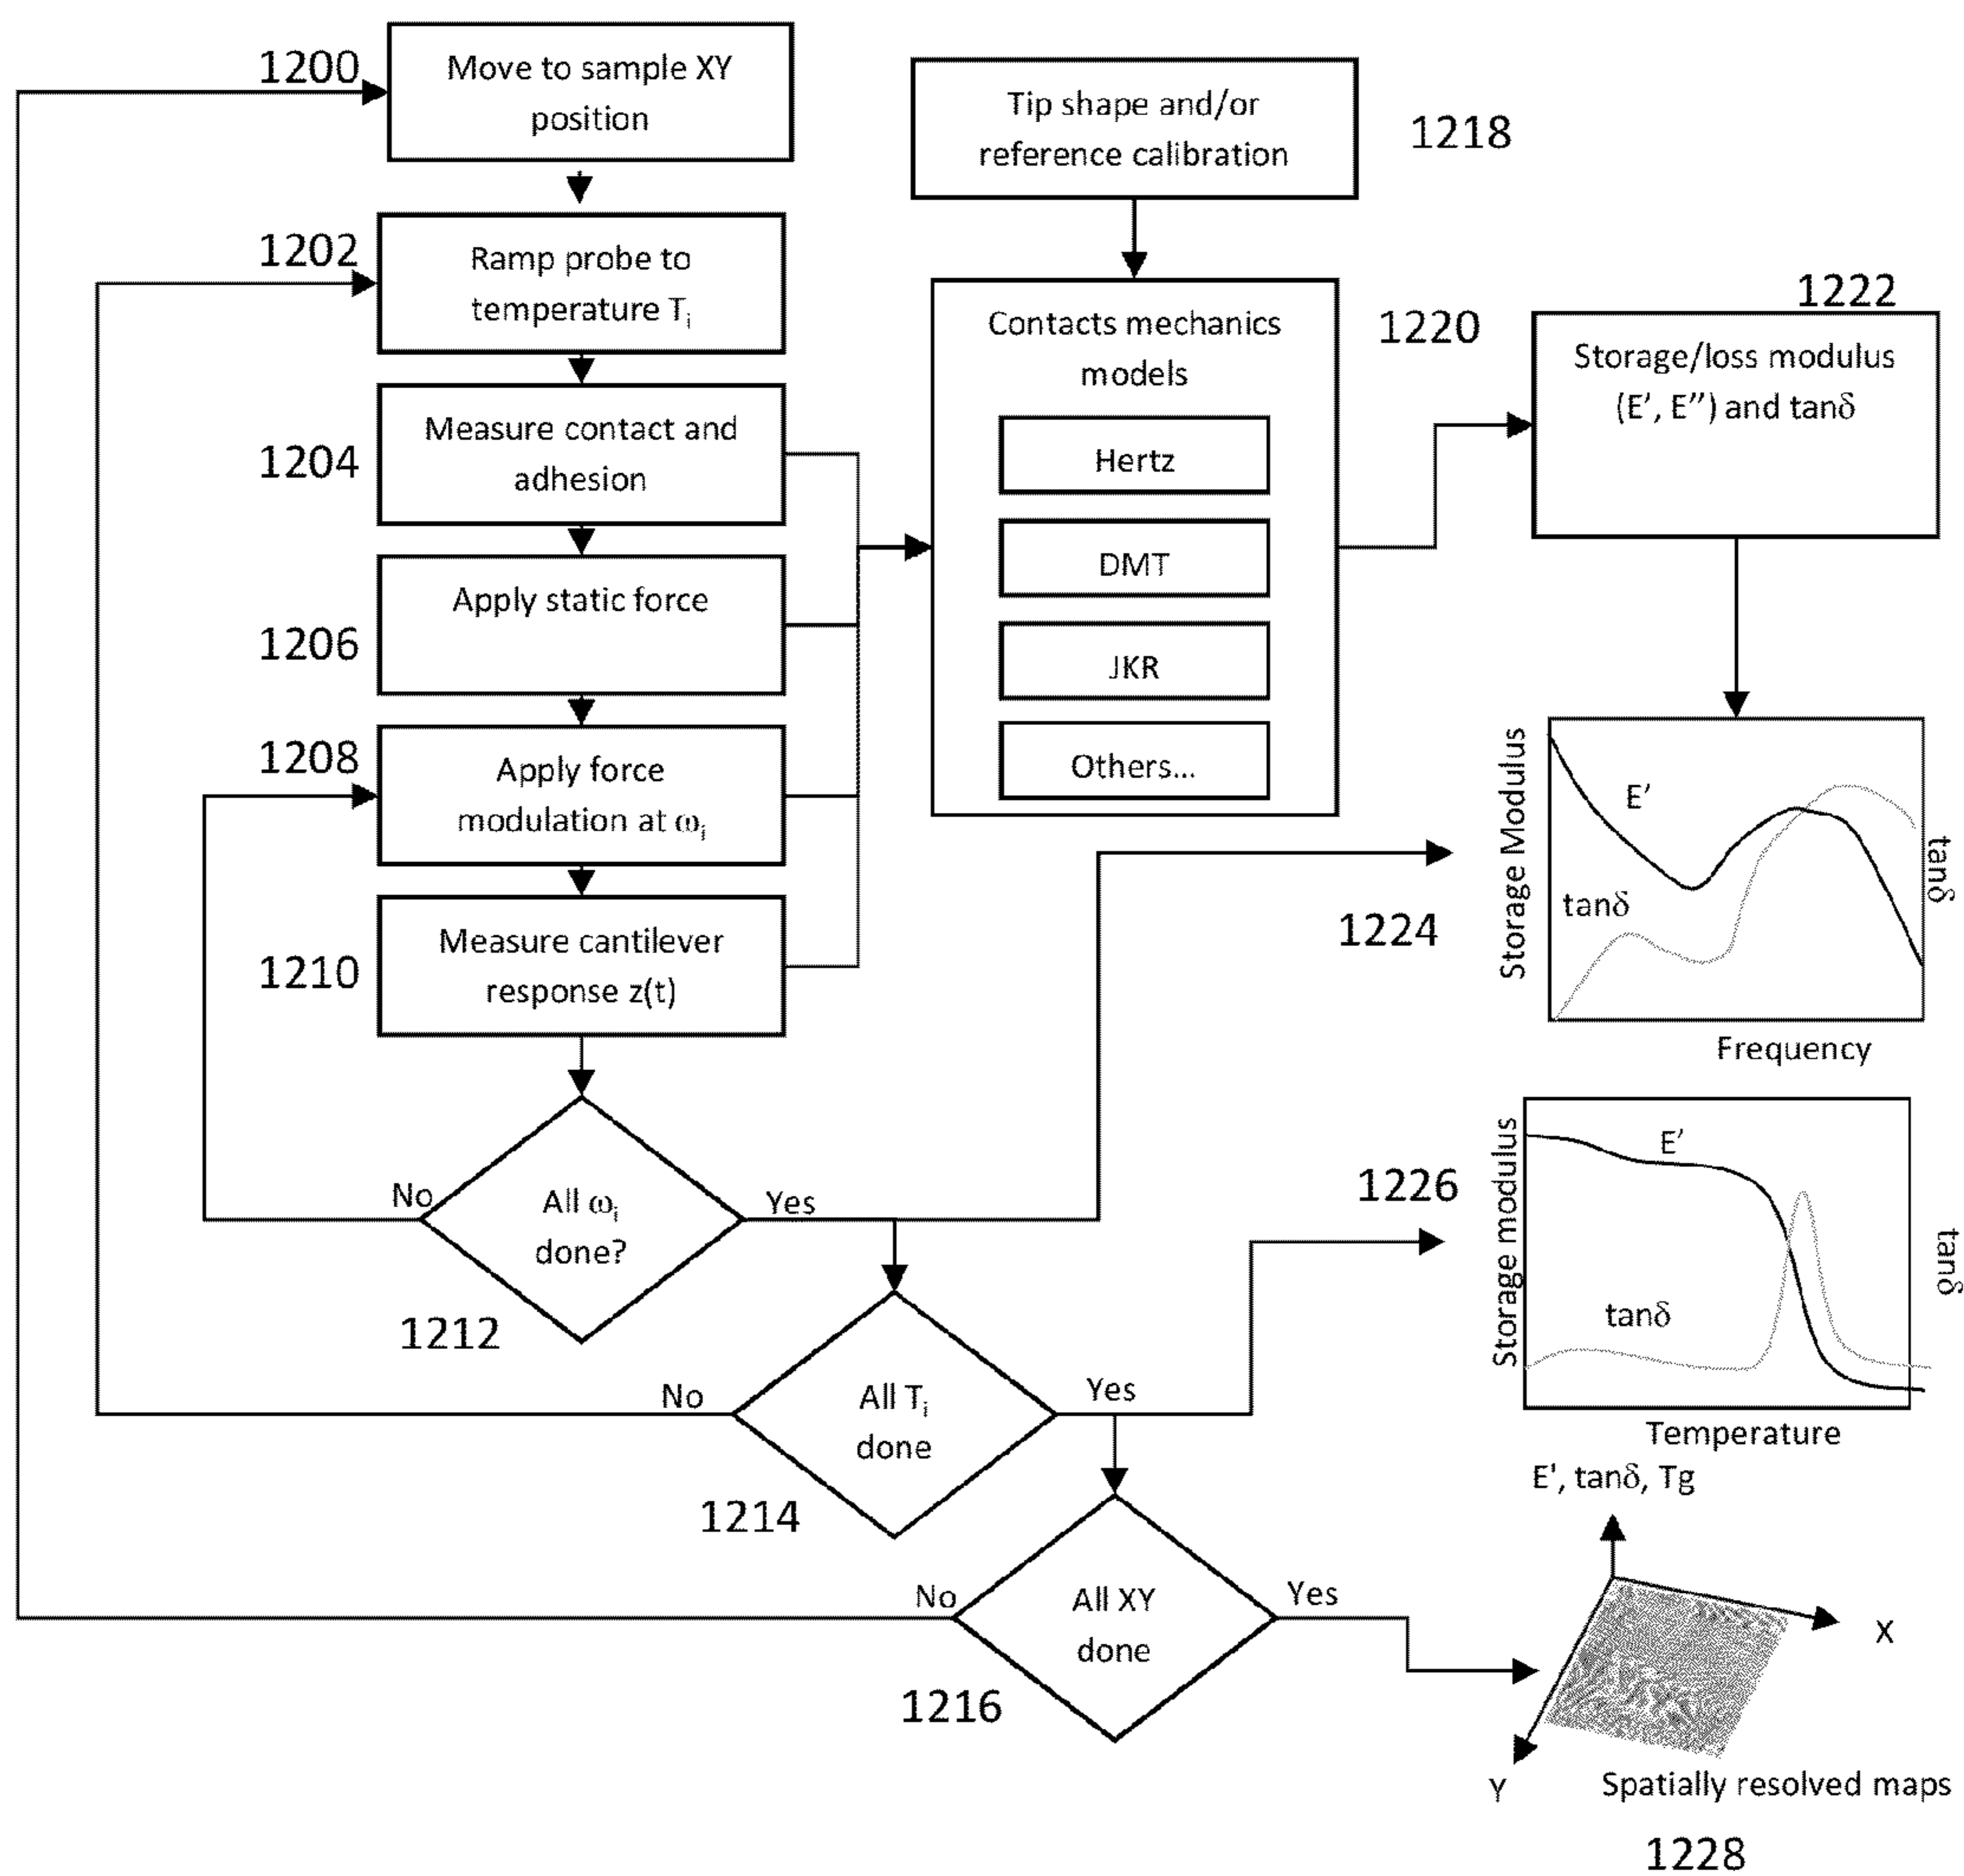 1200
Move to sample XY
position
1202
Ramp probe to
temperature Ti
1204
Measure contact and
adhesion
1206
Apply static force
1208
Apply force
modulation at ωi
1210
Measure cantilever
response z(t)
No
All ωi
done?
Yes
1212
No
All Ti
done
Yes
1214
No
All XY
done
Yes
1216
Tip shape and/or
reference calibration
1218
Contacts mechanics
models
1220
Hertz
DMT
JKR
Others...
1222
Storage/loss modulus
(E’, E’’) and tanδ
1224
Storage Modulus
E’
tanδ
tanδ
Frequency
1226
Storage modulus
E’
tanδ
tanδ
Temperature
E', tanδ, Tg
X
Y
Spatially resolved maps
1228